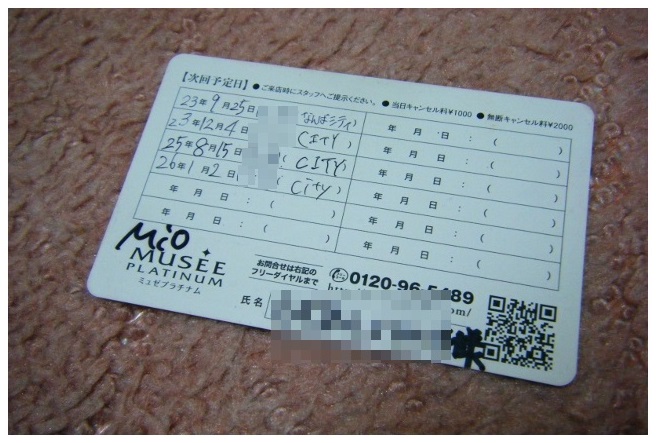 【次回予定日】 ●ご来店時にスタッフへご提示ください。 ●当日キャンセル料¥1000 ●無断キャンセル料¥2000
23年9月25日 なんばシティ)
23年12月4日 (CITY)
25年8月15日 (CITY)
26年1月2日 (City)
年 月 日 : ( )
年 月 日 : ( )
年 月 日 : ( )
年 月 日 : ( )
年 月 日 : ( )
年 月 日 : ( )
年 月 日 : ( )
年 月 日 : ( )
MiO
MUSEE
PLATINUM
ミュゼプラチナム
お問合せは右記の
フリーダイヤルまで
0120-96-5489
氏名 様